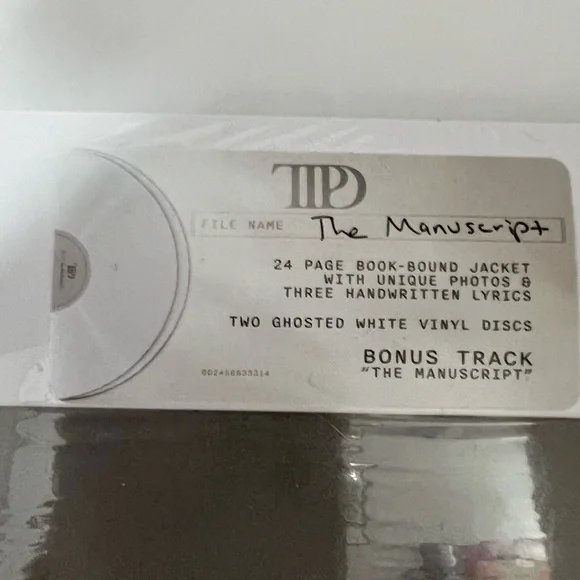 TTPD
FILE NAME The Manuscript
24 PAGE BOOK-BOUND JACKET
WITH UNIQUE PHOTOS &
THREE HANDWRITTEN LYRICS
TWO GHOSTED WHITE VINYL DISCS
BONUS TRACK
"THE MANUSCRIPT"